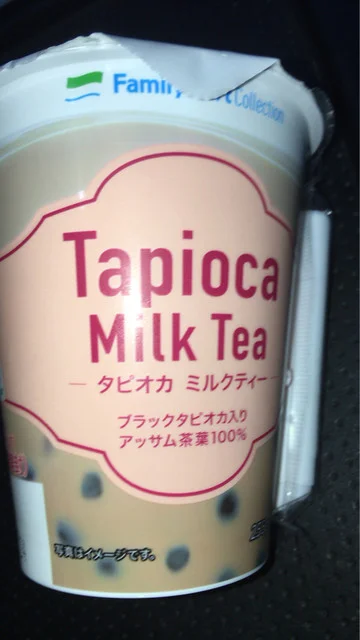 FamilyMart Collection
Tapioca
Milk Tea
タピオカ ミルクティー
ブラックタピオカ入り
アッサム茶葉100%
写真はイメージです。